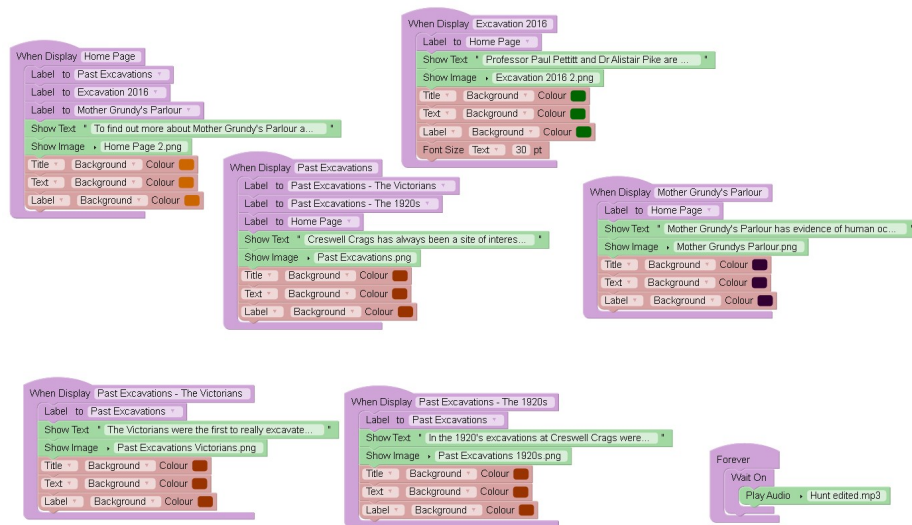 When Display Home Page
Label to Past Excavations
Label to Excavation 2016
Label to Mother Grundy's Parlour
Show Text " To find out more about Mother Grundy's Parlour a... "
Show Image Home Page 2.png
Title Background Colour
Text Background Colour
Label Background Colour
When Display Excavation 2016
Label to Home Page
Show Text " Professor Paul Pettitt and Dr Alistair Pike are ... "
Show Image Excavation 2016 2.png
Title Background Colour
Text Background Colour
Label Background Colour
Font Size Text 30 pt
When Display Past Excavations
Label to Past Excavations - The Victorians
Label to Past Excavations - The 1920s
Label to Home Page
Show Text " Creswell Crags has always been a site of interes... "
Show Image Past Excavations.png
Title Background Colour
Text Background Colour
Label Background Colour
When Display Mother Grundy's Parlour
Label to Home Page
Show Text " Mother Grundy's Parlour has evidence of human oc... "
Show Image Mother Grundys Parlour.png
Title Background Colour
Text Background Colour
Label Background Colour
When Display Past Excavations - The Victorians
Label to Past Excavations
Show Text " The Victorians were the first to really excavate... "
Show Image Past Excavations Victorians.png
Title Background Colour
Text Background Colour
Label Background Colour
When Display Past Excavations - The 1920s
Label to Past Excavations
Show Text " In the 1920's excavations at Creswell Crags were... "
Show Image Past Excavations 1920s.png
Title Background Colour
Text Background Colour
Label Background Colour
Forever
Wait On
Play Audio Hunt edited.mp3